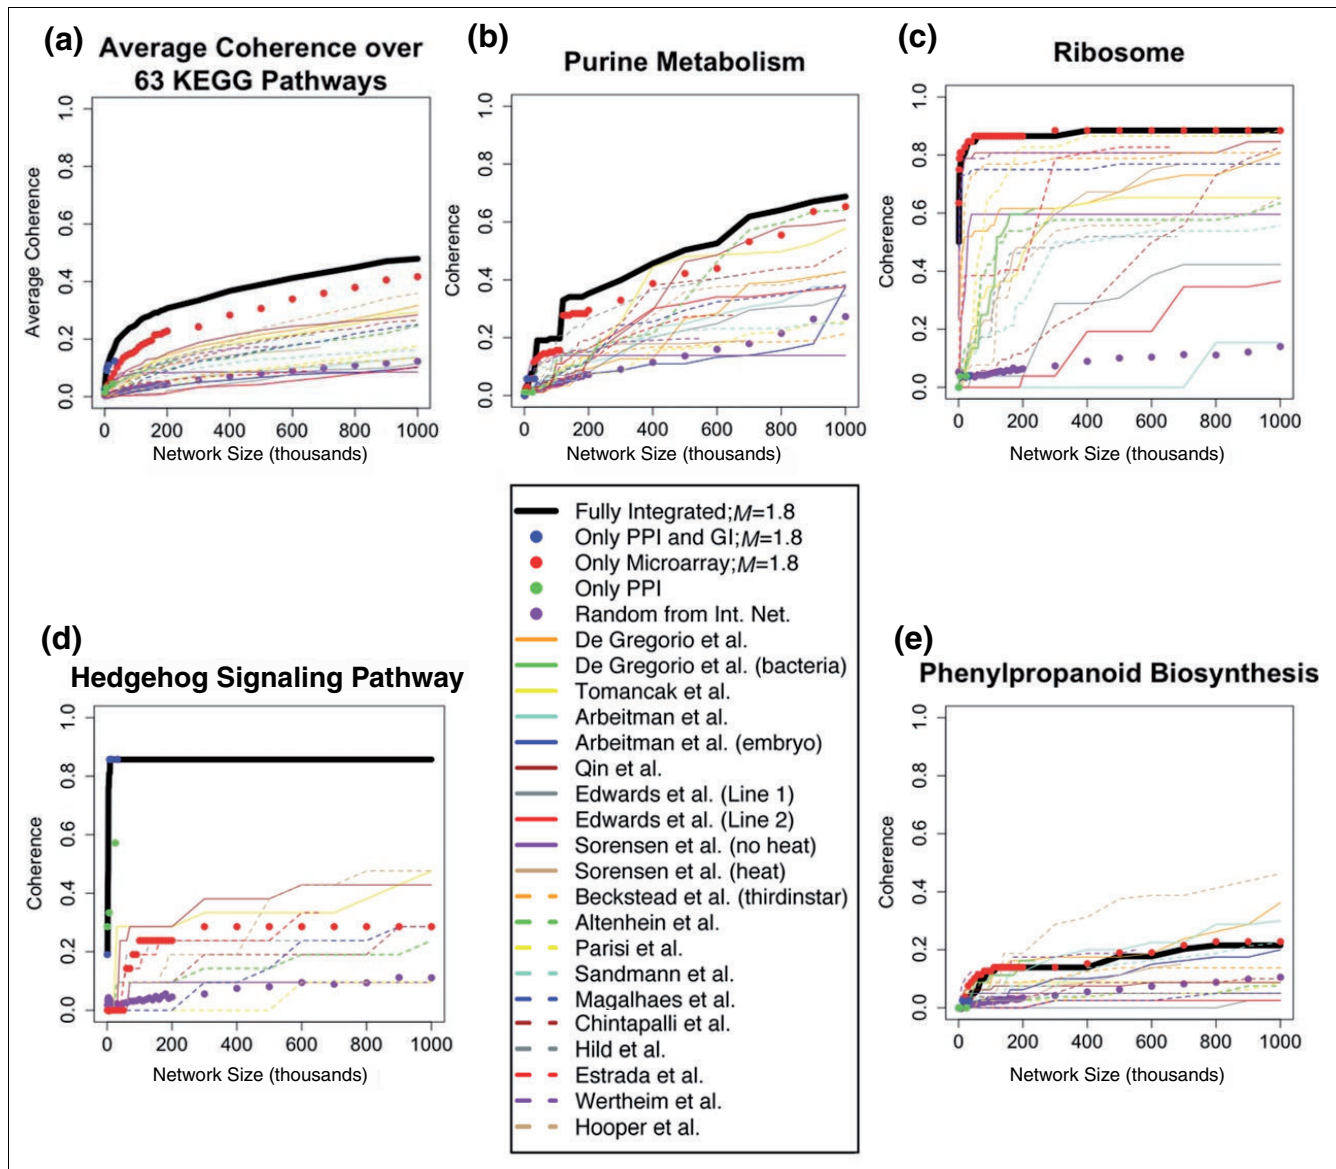 (a)
Average Coherence over
63 KEGG Pathways
Average Coherence
0.0
0.2
0.4
0.6
0.8
1.0
0 200 400 600 800 1000
Network Size (thousands)
(b)
Purine Metabolism
Coherence
0.0
0.2
0.4
0.6
0.8
1.0
0 200 400 600 800 1000
Network Size (thousands)
(c)
Ribosome
Coherence
0.0
0.2
0.4
0.6
0.8
1.0
0 200 400 600 800 1000
Network Size (thousands)
Fully Integrated;M=1.8
Only PPI and GI;M=1.8
Only Microarray;M=1.8
Only PPI
Random from Int. Net.
De Gregorio et al.
De Gregorio et al. (bacteria)
Tomancak et al.
Arbeitman et al.
Arbeitman et al. (embryo)
Qin et al.
Edwards et al. (Line 1)
Edwards et al. (Line 2)
Sorensen et al. (no heat)
Sorensen et al. (heat)
Beckstead et al. (thirdinstar)
Altenhein et al.
Parisi et al.
Sandmann et al.
Magalhaes et al.
Chintapalli et al.
Hild et al.
Estrada et al.
Wertheim et al.
Hooper et al.
(d)
Hedgehog Signaling Pathway
Coherence
0.0
0.2
0.4
0.6
0.8
1.0
0 200 400 600 800 1000
Network Size (thousands)
(e)
Phenylpropanoid Biosynthesis
Coherence
0.0
0.2
0.4
0.6
0.8
1.0
0 200 400 600 800 1000
Network Size (thousands)